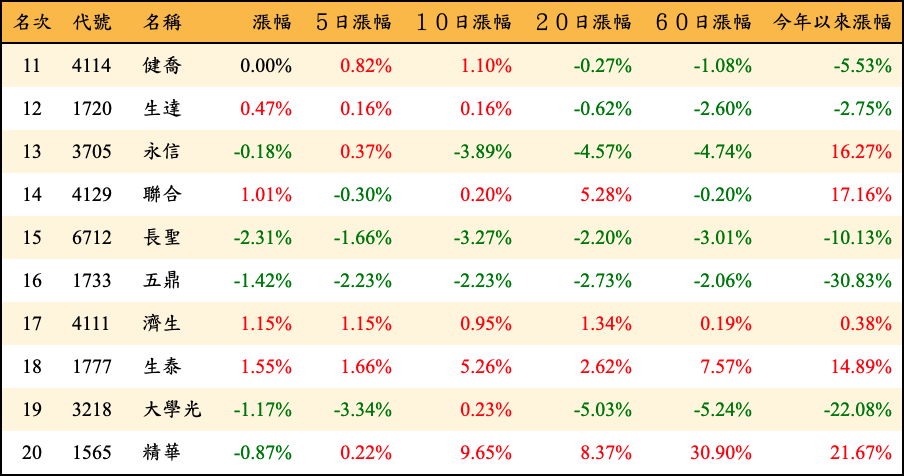 名次 代號 名稱 漲幅 5日漲幅 10日漲幅 20日漲幅 60日漲幅 今年以來漲幅
11 4114 健喬 0.00% 0.82% 1.10% -0.27% -1.08% -5.53%
12 1720 生達 0.47% 0.16% 0.16% -0.62% -2.60% -2.75%
13 3705 永信 -0.18% 0.37% -3.89% -4.57% -4.74% 16.27%
14 4129 聯合 1.01% -0.30% 0.20% 5.28% -0.20% 17.16%
15 6712 長聖 -2.31% -1.66% -3.27% -2.20% -3.01% -10.13%
16 1733 五鼎 -1.42% -2.23% -2.23% -2.73% -2.06% -30.83%
17 4111 濟生 1.15% 1.15% 0.95% 1.34% 0.19% 0.38%
18 1777 生泰 1.55% 1.66% 5.26% 2.62% 7.57% 14.89%
19 3218 大學光 -1.17% -3.34% 0.23% -5.03% -5.24% -22.08%
20 1565 精華 -0.87% 0.22% 9.65% 8.37% 30.90% 21.67%